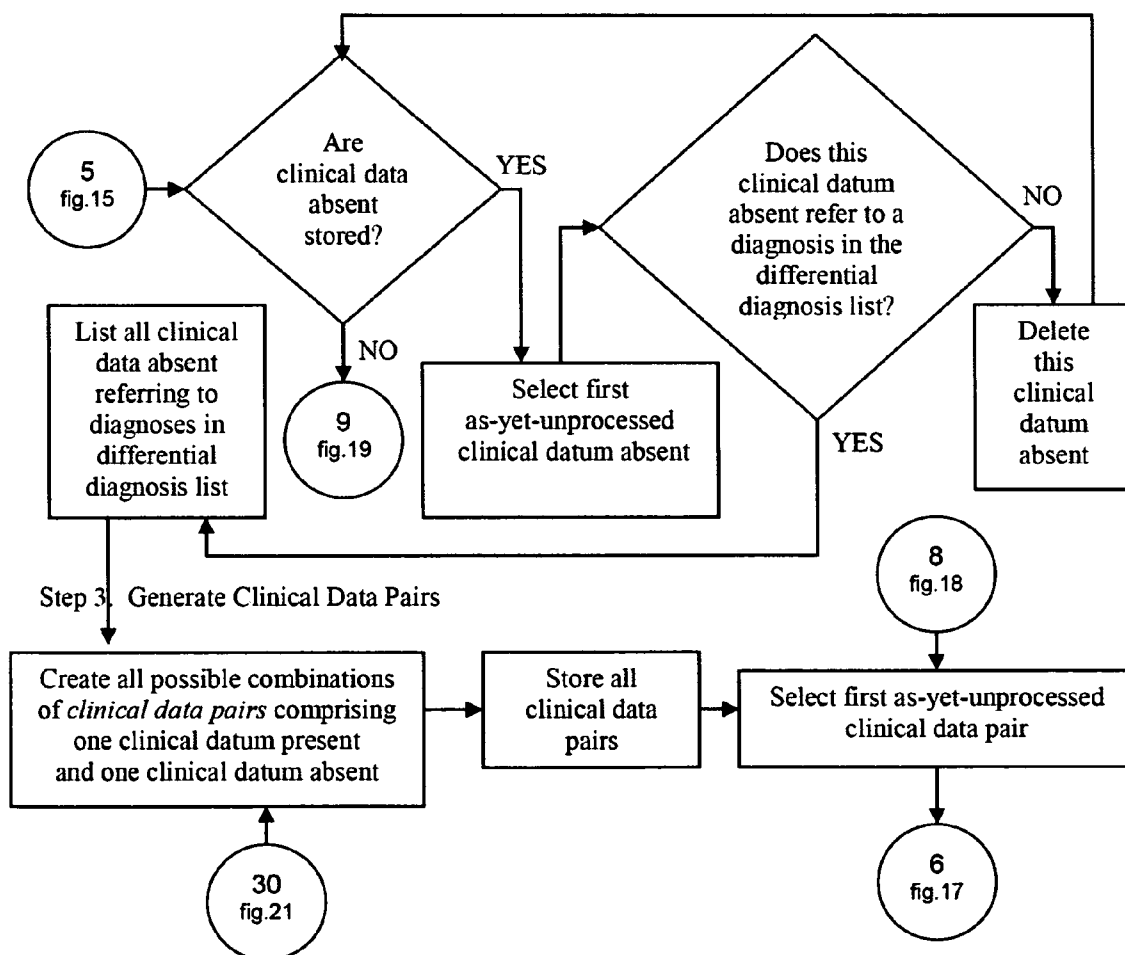 5
fig.15
Are
clinical data
absent
stored?
YES
NO
9
fig.19
Select first
as-yet-unprocessed
clinical datum absent
Does this
clinical datum
absent refer to a
diagnosis in the
differential
diagnosis list?
NO
YES
Delete
this
clinical
datum
absent
List all clinical
data absent
referring to
diagnoses in
differential
diagnosis list
Step 3. Generate Clinical Data Pairs
Create all possible combinations
of clinical data pairs comprising
one clinical datum present
and one clinical datum absent
30
fig.21
Store all
clinical data
pairs
8
fig.18
Select first as-yet-unprocessed
clinical data pair
6
fig.17